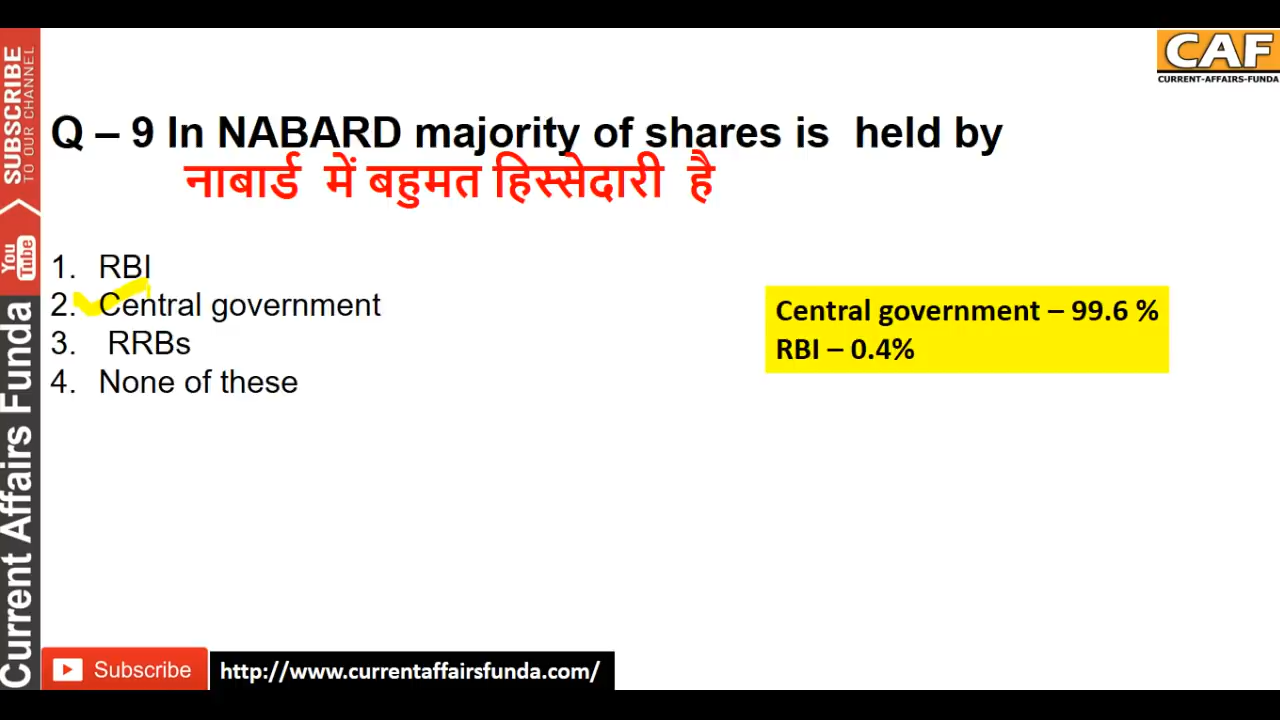 CAF
CURRENT-AFFAIRS-FUNDA
SUBSCRIBE
TO OUR CHANNEL
You
Tube
Current Affairs Funda
Q – 9 In NABARD majority of shares is held by
नाबार्ड में बहुमत हिस्सेदारी है
1. RBI
2. Central government
3. RRBs
4. None of these
Central government – 99.6 %
RBI – 0.4%
Subscribe
http://www.currentaffairsfunda.com/